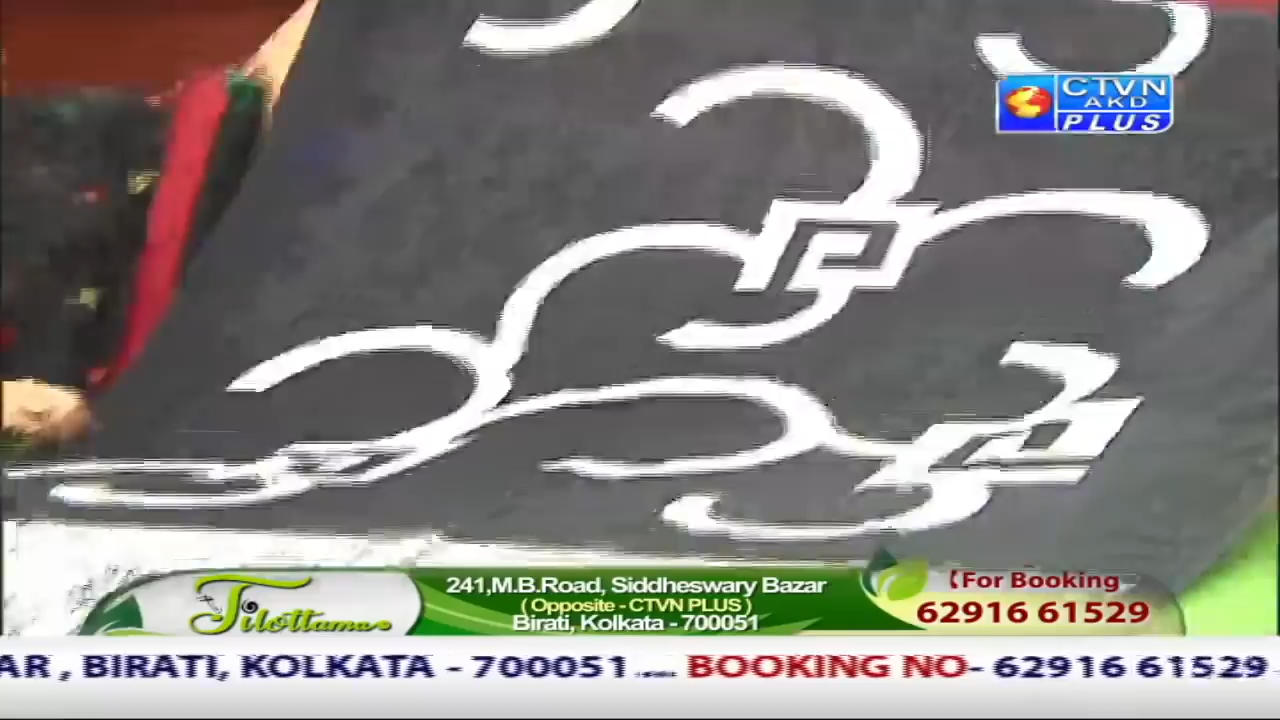 CTVN
AKD
PLUS
Tilottama
241,M.B.Road, Siddheswary Bazar
( Opposite - CTVN PLUS )
Birati, Kolkata - 700051
(For Booking
62916 61529
AR , BIRATI, KOLKATA - 700051 ..... BOOKING NO- 62916 61529